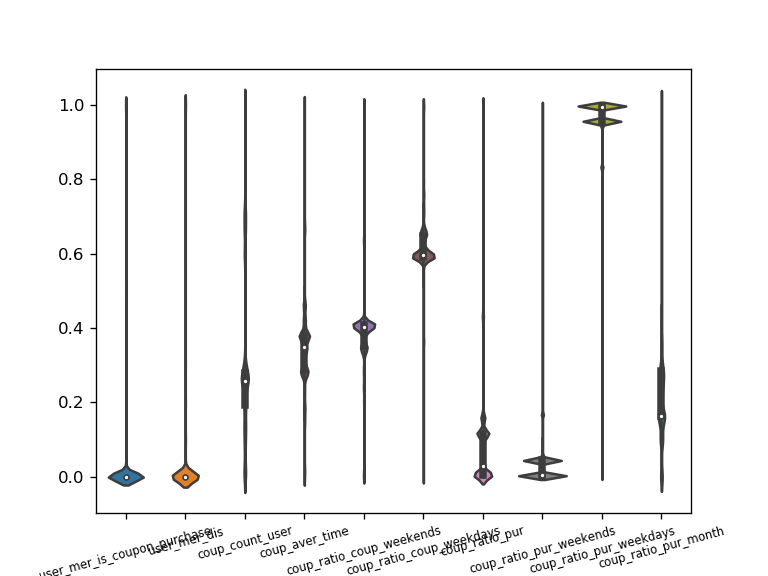 1.0
0.8
0.6
0.4
0.2
0.0
user_mer_is_coupon_purchase
user_mer_dis
coup_count_user
coup_aver_time
coup_ratio_coup_weekends
coup_ratio_coup_weekdays
coup_ratio_pur
coup_ratio_pur_weekends
coup_ratio_pur_weekdays
coup_ratio_pur_month